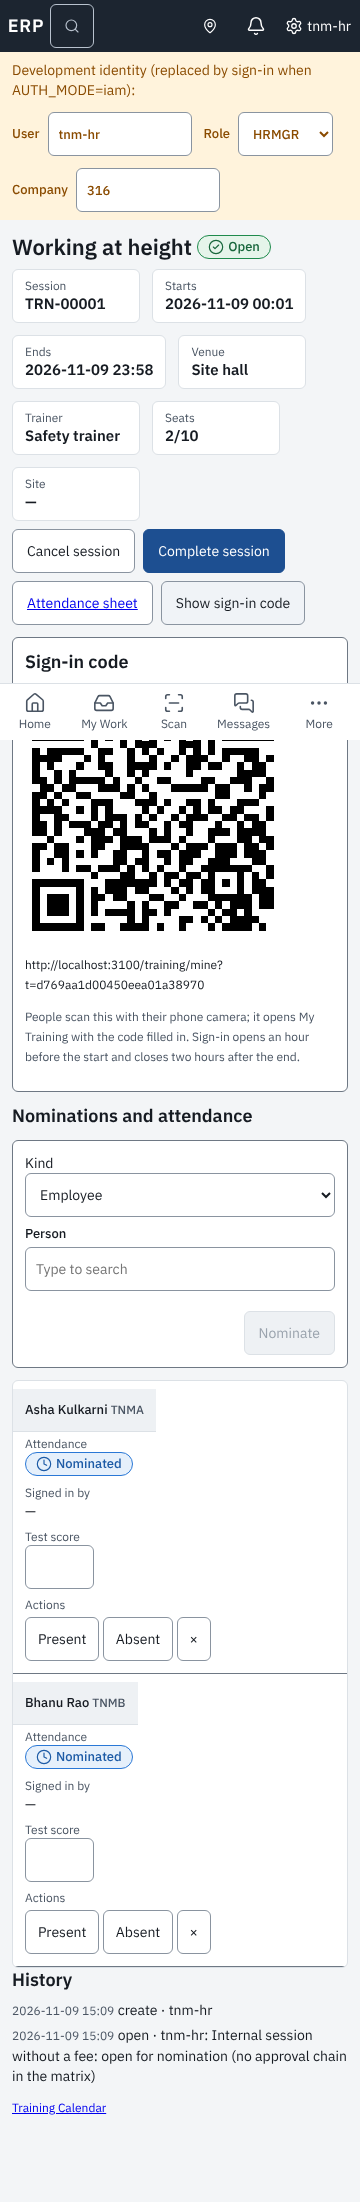 ERP
tnm-hr
Development identity (replaced by sign-in when
AUTH_MODE=iam):
User tnm-hr Role HRMGR
Company 316
Working at height Open
Session
TRN-00001
Starts
2026-11-09 00:01
Ends
2026-11-09 23:58
Venue
Site hall
Trainer
Safety trainer
Seats
2/10
Site
—
Cancel session
Complete session
Attendance sheet
Show sign-in code
Sign-in code
Home
My Work
Scan
Messages
More
http://localhost:3100/training/mine?
t=d769aa1d00450eea01a38970
People scan this with their phone camera; it opens My
Training with the code filled in. Sign-in opens an hour
before the start and closes two hours after the end.
Nominations and attendance
Kind
Employee
Person
Type to search
Nominate
Asha Kulkarni TNMA
Attendance
Nominated
Signed in by
—
Test score
Actions
Present
Absent
×
Bhanu Rao TNMB
Attendance
Nominated
Signed in by
—
Test score
Actions
Present
Absent
×
History
2026-11-09 15:09 create · tnm-hr
2026-11-09 15:09 open · tnm-hr: Internal session
without a fee: open for nomination (no approval chain
in the matrix)
Training Calendar